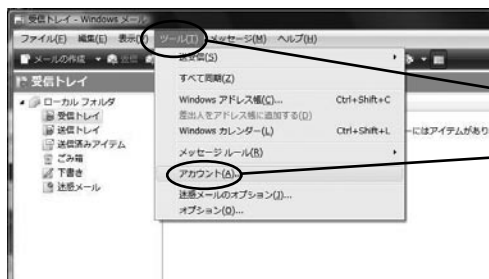 受信トレイ - Windows メール
ファイル(F) 編集(E) 表示(V) ツール(T) メッセージ(M) ヘルプ(H)
メールの作成
受信トレイ
ローカル フォルダ
受信トレイ
送信トレイ
送信済みアイテム
ごみ箱
下書き
迷惑メール
送受信(S)
すべて同期(Z)
Windows アドレス帳(C)... Ctrl+Shift+C
差出人をアドレス帳に追加する(D)
Windows カレンダー(L) Ctrl+Shift+L
メッセージ ルール(R)
アカウント(A)...
迷惑メールのオプション(J)...
オプション(O)...
ーにはアイテムがあり